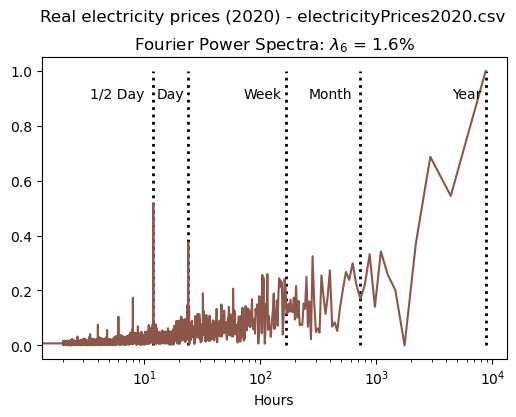 Real electricity prices (2020) - electricityPrices2020.csv
Fourier Power Spectra: λ₆ = 1.6%
1.0
1/2 Day Day Week Month Year
0.8
0.6
0.4
0.2
0.0
10¹ 10² 10³ 10⁴
Hours